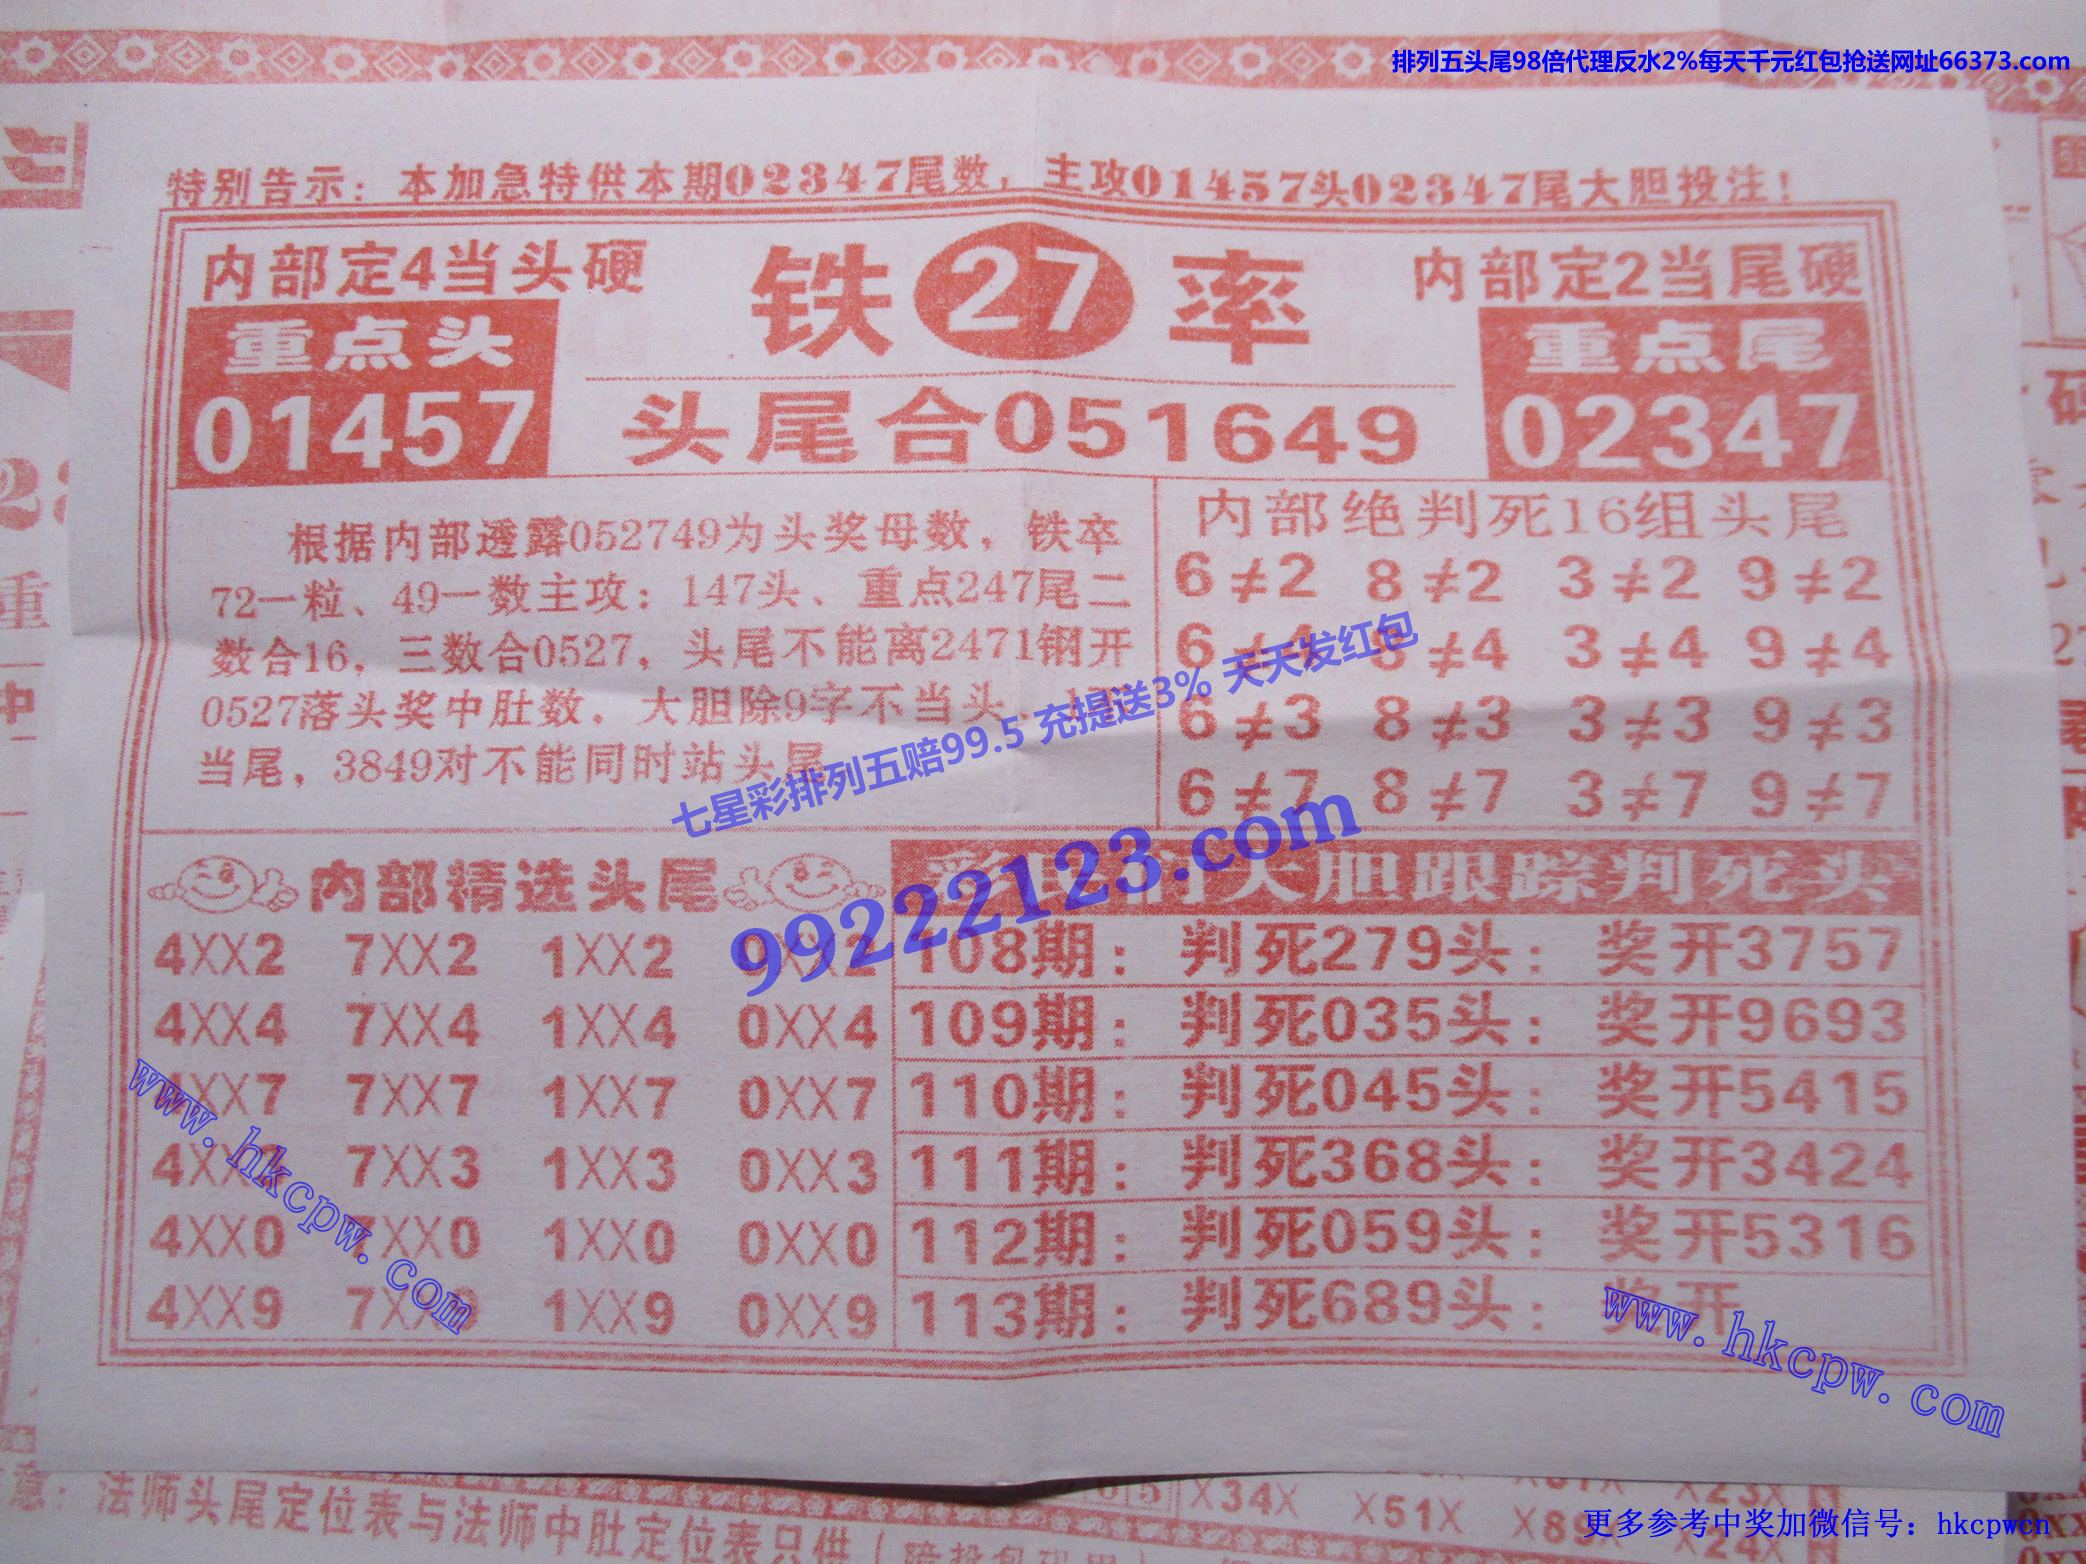 排列五头尾98倍代理反水2%每天千元红包抢送网址66373.com
特别告示：本加急特供本期02347尾数，主攻01457头02347尾大胆投注！
内部定4当头硬
铁27率
内部定2当尾硬
重点头
01457
头尾合051649
重点尾
02347
根据内部透露052749为头奖母数，铁卒
72一粒、49一数主攻：147头、重点247尾二
数合16，三数合0527，头尾不能离2471钢开
0527落头奖中肚数，大胆除9字不当头，
当尾，3849对不能同时站头尾
内部绝判死16组头尾
6≠2 8≠2 3≠2 9≠2
6≠4 8≠4 3≠4 9≠4
6≠3 8≠3 3≠3 9≠3
6≠7 8≠7 3≠7 9≠7
七星彩排列五赔99.5 充提送3% 天天发红包
99222123.com
内部精选头尾
4XX2 7XX2 1XX2 0XX2
4XX4 7XX4 1XX4 0XX4
4XX7 7XX7 1XX7 0XX7
4XX3 7XX3 1XX3 0XX3
4XX0 7XX0 1XX0 0XX0
4XX9 7XX9 1XX9 0XX9
彩民们大胆跟踪判死头
108期：判死279头：奖开3757
109期：判死035头：奖开9693
110期：判死045头：奖开5415
111期：判死368头：奖开3424
112期：判死059头：奖开5316
113期：判死689头：奖开
www.hkcpw.com
www.hkcpw.com
X34X X51X X89X X24X
法师头尾定位表与法师中肚定位表只供
更多参考中奖加微信号：hkcpwcn